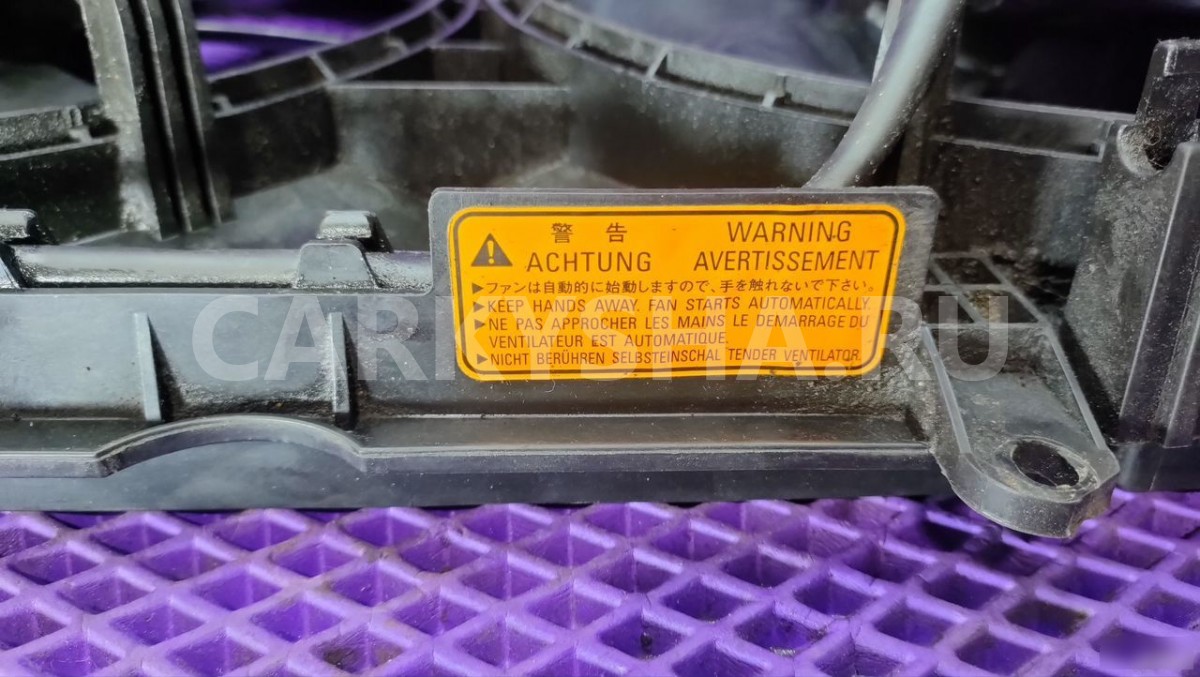 警告 WARNING
ACHTUNG AVERTISSEMENT
▶ファンは自動的に始動しますので、手を触れないで下さい。
▶KEEP HANDS AWAY. FAN STARTS AUTOMATICALLY.
▶NE PAS APPROCHER LES MAINS LE DEMARRAGE DU
VENTILATEUR EST AUTOMATIQUE.
▶NICHT BERÜHREN SELBSTEINSCHAL TENDER VENTILATOR.
CARKYSHA.RU